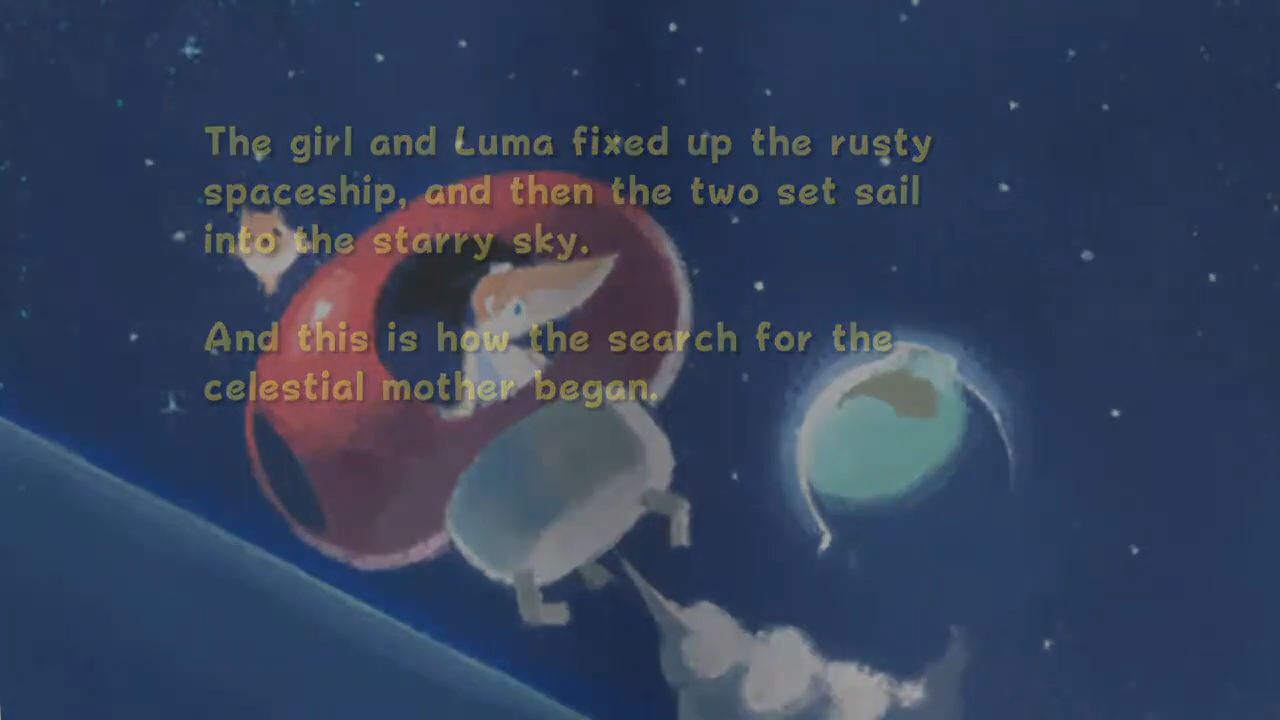 The girl and Luma fixed up the rusty
spaceship, and then the two set sail
into the starry sky.
And this is how the search for the
celestial mother began.